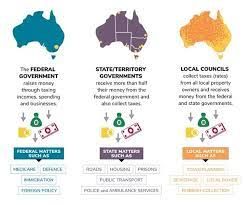 The FEDERAL
GOVERNMENT
raises money
through taxing
incomes, spending
and businesses.
STATE/TERRITORY
GOVERNMENTS
receive more than half
their money from the
federal government and
also collect taxes.
LOCAL COUNCILS
collect taxes (rates)
from all local property
owners and receives
money from the federal
and state governments.
FEDERAL MATTERS
SUCH AS
MEDICARE
DEFENCE
IMMIGRATION
FOREIGN POLICY
STATE MATTERS
SUCH AS
ROADS
HOUSING
PRISONS
PUBLIC TRANSPORT
POLICE and AMBULANCE SERVICES
LOCAL MATTERS
SUCH AS
TOWN PLANNING
SEWERAGE
LOCAL ROADS
RUBBISH COLLECTION